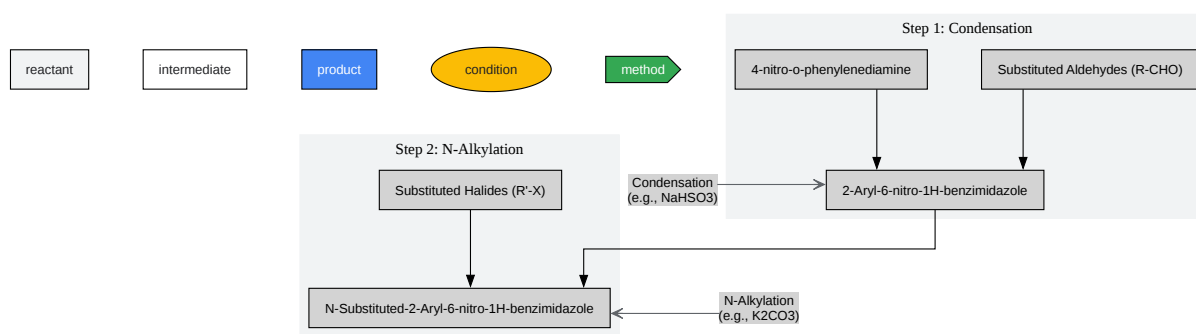 Step 1: Condensation
reactant
intermediate
product
condition
method
4-nitro-o-phenylenediamine
Substituted Aldehydes (R-CHO)
Step 2: N-Alkylation
Substituted Halides (R'-X)
Condensation
(e.g., NaHSO3)
2-Aryl-6-nitro-1H-benzimidazole
N-Substituted-2-Aryl-6-nitro-1H-benzimidazole
N-Alkylation
(e.g., K2CO3)